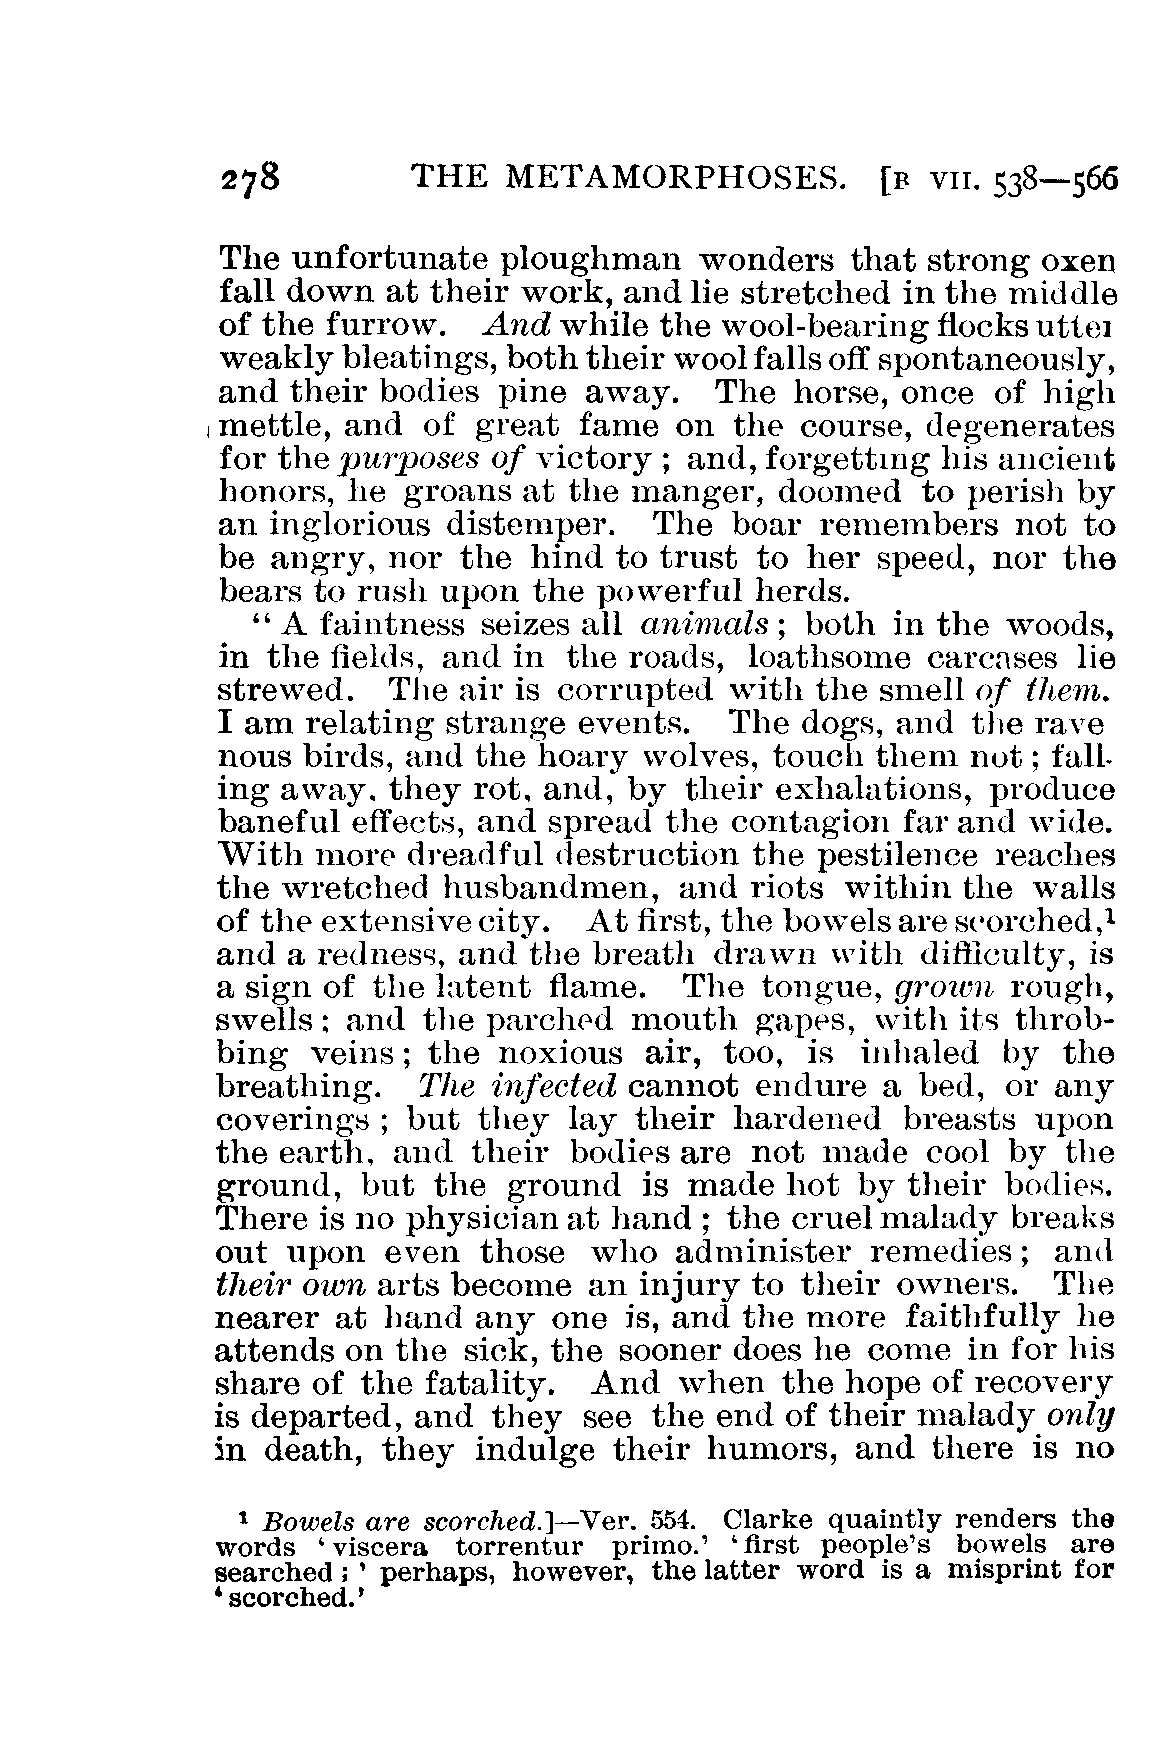 278 THE METAMORPHOSES. [B VII. 538—566
The unfortunate ploughman wonders that strong oxen
fall down at their work, and lie stretched in the middle
of the furrow. And while the wool-bearing flocks utter
weakly bleatings, both their wool falls off spontaneously,
and their bodies pine away. The horse, once of high
mettle, and of great fame on the course, degenerates
for the purposes of victory ; and, forgetting his ancient
honors, he groans at the manger, doomed to perish by
an inglorious distemper. The boar remembers not to
be angry, nor the hind to trust to her speed, nor the
bears to rush upon the powerful herds.
“ A faintness seizes all animals ; both in the woods,
in the fields, and in the roads, loathsome carcases lie
strewed. The air is corrupted with the smell of them.
I am relating strange events. The dogs, and the rave
nous birds, and the hoary wolves, touch them not ; fall-
ing away, they rot, and, by their exhalations, produce
baneful effects, and spread the contagion far and wide.
With more dreadful destruction the pestilence reaches
the wretched husbandmen, and riots within the walls
of the extensive city. At first, the bowels are scorched,¹
and a redness, and the breath drawn with difficulty, is
a sign of the latent flame. The tongue, grown rough,
swells ; and the parched mouth gapes, with its throb-
bing veins ; the noxious air, too, is inhaled by the
breathing. The infected cannot endure a bed, or any
coverings ; but they lay their hardened breasts upon
the earth, and their bodies are not made cool by the
ground, but the ground is made hot by their bodies.
There is no physician at hand ; the cruel malady breaks
out upon even those who administer remedies ; and
their own arts become an injury to their owners. The
nearer at hand any one is, and the more faithfully he
attends on the sick, the sooner does he come in for his
share of the fatality. And when the hope of recovery
is departed, and they see the end of their malady only
in death, they indulge their humors, and there is no
¹ Bowels are scorched.]—Ver. 554. Clarke quaintly renders the
words ‘ viscera torrentur primo.’ ‘ first people’s bowels are
searched ; ’ perhaps, however, the latter word is a misprint for
‘ scorched.’